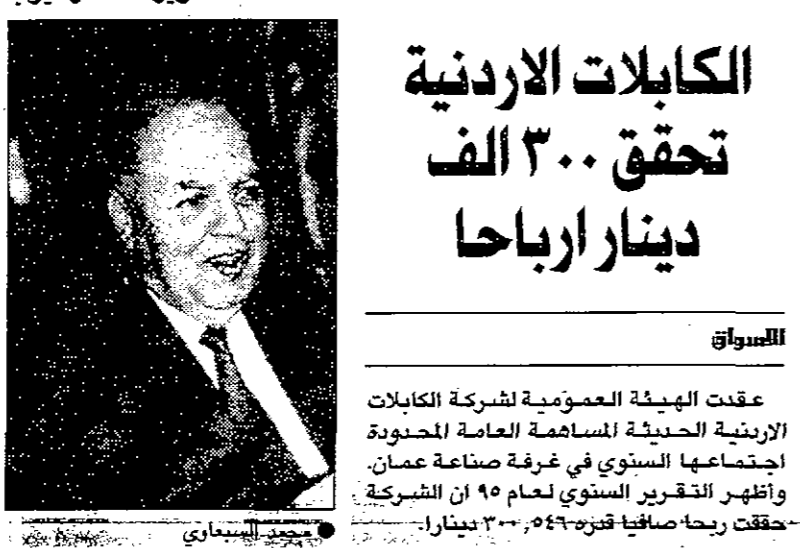 الكابلات الاردنية
تحقق ٣٠٠ الف
دينار ارباحا
الاسواق
عقدت الهيئة العمومية لشركة الكابلات
الاردنية الحديثة المساهمة العامة المحدودة
اجتماعها السنوي في غرفة صناعة عمان.
وأظهر التقرير السنوي لعام ٩٥ ان الشركة
حققت ربحا صافيا قدره ٥٤٦, ٣٠٠ دينارا.
السبعاوي